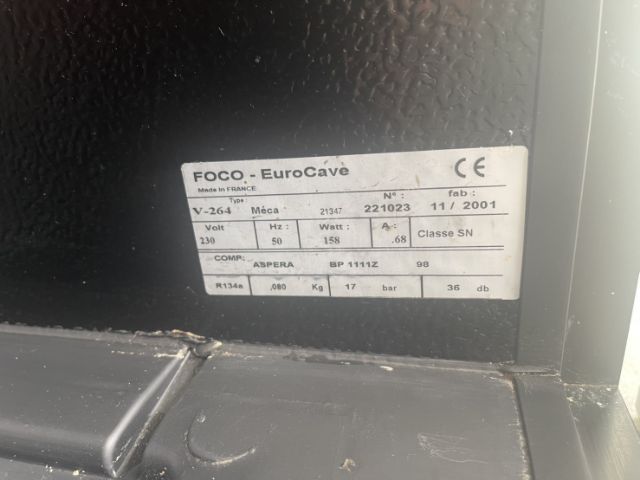 FOCO - EuroCave CE
Made in FRANCE
Type: N° : fab :
V-264 Méca 21347 221023 11 / 2001
Volt Hz : Watt : A : Classe SN
230 50 158 .68
COMP: ASPERA BP 1111Z 98
R134a .080 Kg 17 bar 36 db